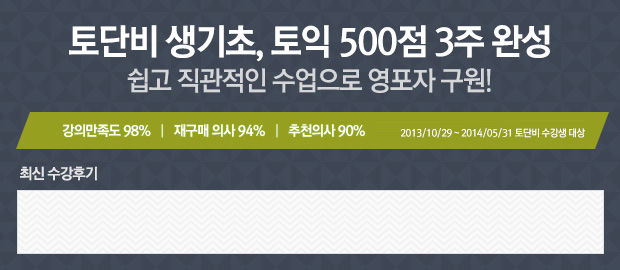 토단비 생기초, 토익 500점 3주 완성
쉽고 직관적인 수업으로 영포자 구원!
강의만족도 98% | 재구매 의사 94% | 추천의사 90% 2013/10/29 ~ 2014/05/31 토단비 수강생 대상
최신 수강후기